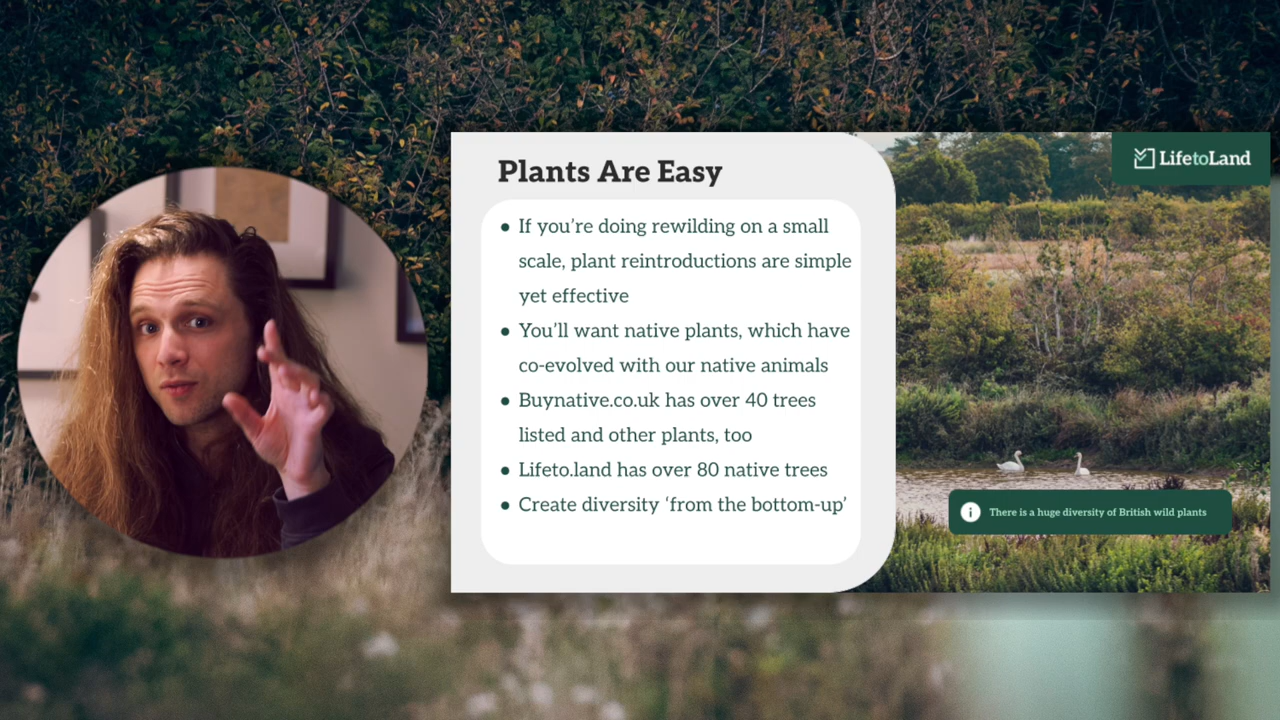 Plants Are Easy
LifetoLand
• If you’re doing rewilding on a small
scale, plant reintroductions are simple
yet effective
• You’ll want native plants, which have
co-evolved with our native animals
• Buynative.co.uk has over 40 trees
listed and other plants, too
• Lifeto.land has over 80 native trees
• Create diversity ‘from the bottom-up’
There is a huge diversity of British wild plants